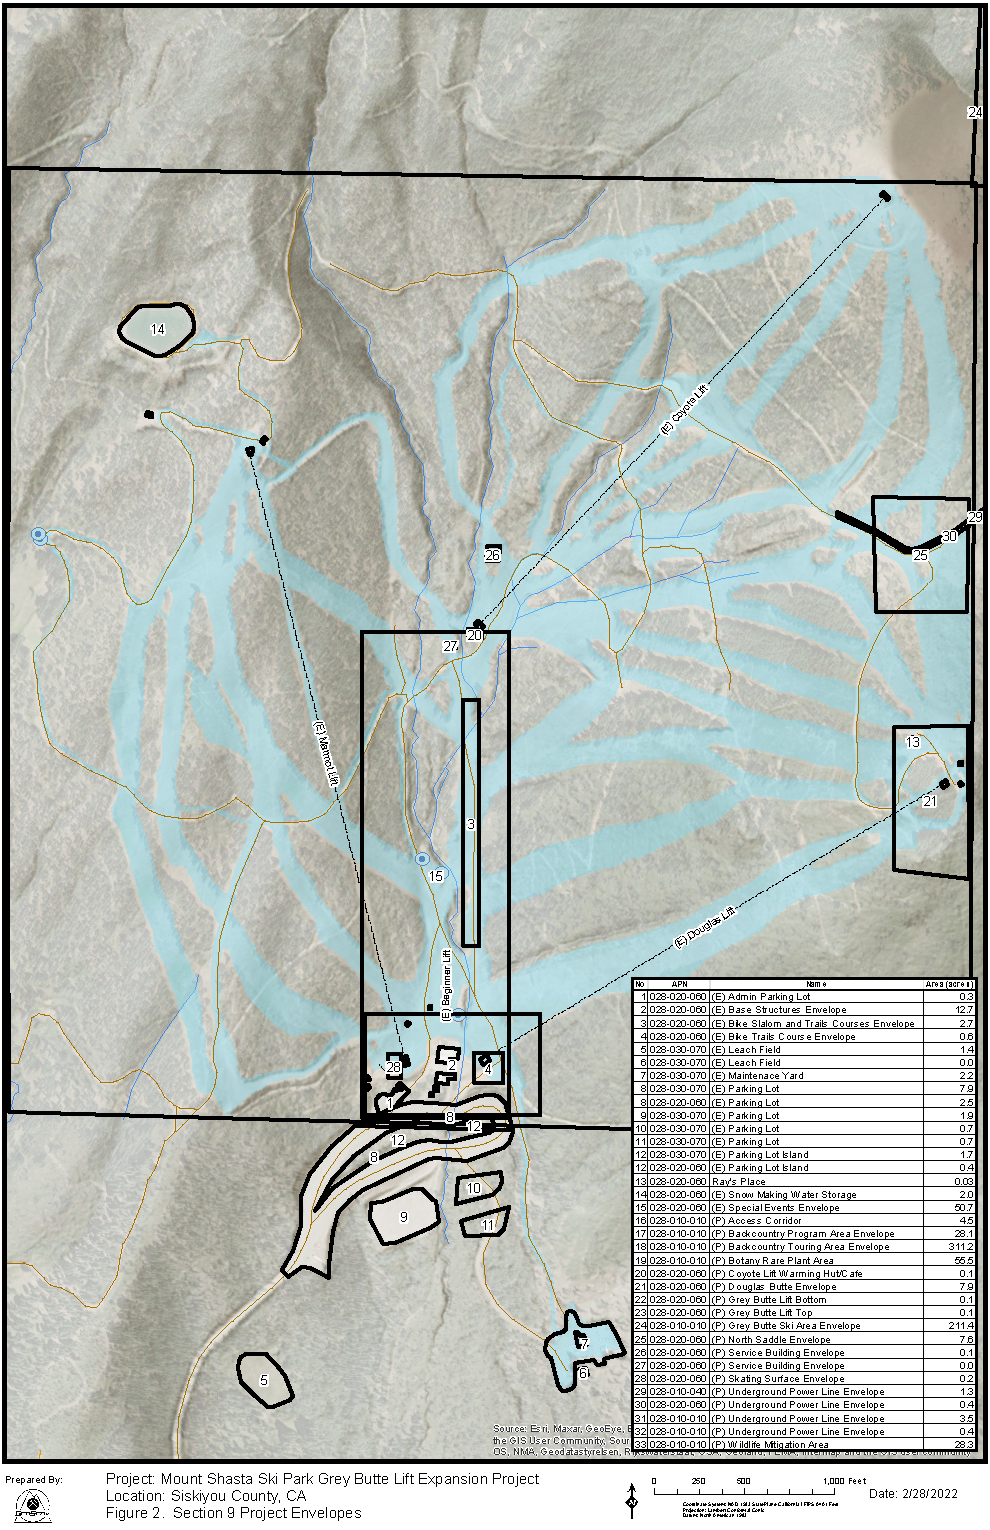 24
14
(E) Coyote Lift
29
30
25
26
20
27
(E) Marmot Lift
13
21
3
15
(E) Douglas Lift
(E) Beginner Lift
28
2
4
1
8
12
12
8
10
9
11
7
6
5
No APN Name Area (acres)
1 028-020-060 (E) Admin Parking Lot 0.3
2 028-020-060 (E) Base Structures Envelope 12.7
3 028-020-060 (E) Bike Slalom and Trails Courses Envelope 2.7
4 028-020-060 (E) Bike Trails Course Envelope 0.6
5 028-030-070 (E) Leach Field 1.4
6 028-030-070 (E) Leach Field 0.0
7 028-030-070 (E) Maintenace Yard 2.2
8 028-030-070 (E) Parking Lot 7.9
8 028-020-060 (E) Parking Lot 2.5
9 028-030-070 (E) Parking Lot 1.9
10 028-030-070 (E) Parking Lot 0.7
11 028-030-070 (E) Parking Lot 0.7
12 028-030-070 (E) Parking Lot Island 1.7
12 028-020-060 (E) Parking Lot Island 0.4
13 028-020-060 Ray's Place 0.03
14 028-020-060 (E) Snow Making Water Storage 2.0
15 028-020-060 (E) Special Events Envelope 50.7
16 028-010-010 (P) Access Corridor 4.5
17 028-010-010 (P) Backcountry Program Area Envelope 28.1
18 028-010-010 (P) Backcountry Touring Area Envelope 311.2
19 028-010-010 (P) Botany Rare Plant Area 55.5
20 028-020-060 (P) Coyote Lift Warming Hut/Cafe 0.1
21 028-020-060 (P) Douglas Butte Envelope 7.9
22 028-020-060 (P) Grey Butte Lift Bottom 0.1
23 028-020-060 (P) Grey Butte Lift Top 0.1
24 028-010-010 (P) Grey Butte Ski Area Envelope 211.4
25 028-020-060 (P) North Saddle Envelope 7.6
26 028-020-060 (P) Service Building Envelope 0.1
27 028-020-060 (P) Service Building Envelope 0.0
28 028-020-060 (P) Skating Surface Envelope 0.2
29 028-010-040 (P) Underground Power Line Envelope 1.3
30 028-020-060 (P) Underground Power Line Envelope 0.4
31 028-010-010 (P) Underground Power Line Envelope 3.5
32 028-010-010 (P) Underground Power Line Envelope 0.4
33 028-010-010 (P) Wildlife Mitigation Area 28.3
Source: Esri, Maxar, GeoEye,
the GIS User Community, Sour
OS, NMA, Geodatastyrelsen,
Prepared By:
Project: Mount Shasta Ski Park Grey Butte Lift Expansion Project
Location: Siskiyou County, CA
Figure 2. Section 9 Project Envelopes
0 250 500 1,000 Feet
Date: 2/28/2022